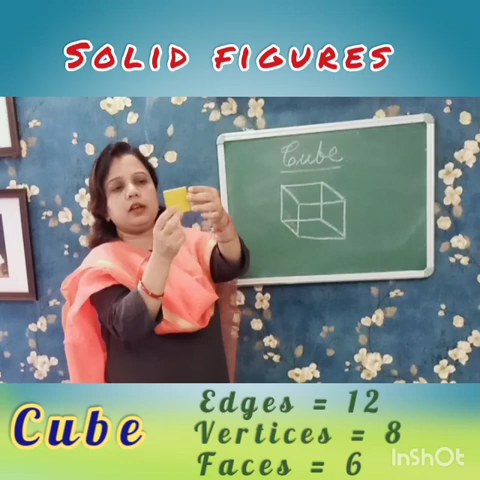 SOLID FIGURES
Cube
Cube
Edges = 12
Vertices = 8
Faces = 6
InShOt